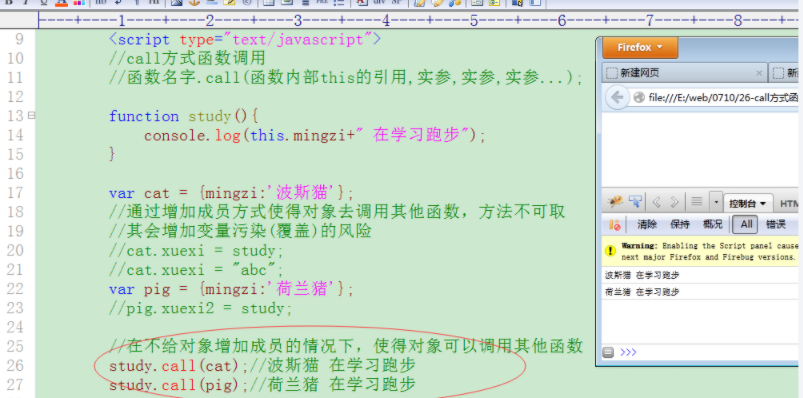 ----+----1----+----2----+----3----+----4----+----5----+----6----+----7----+----8----+--
9 <script type="text/javascript">
10 //call方式函数调用
11 //函数名字.call(函数内部this的引用,实参,实参,实参...);
12
13 function study(){
14 console.log(this.mingzi+" 在学习跑步");
15 }
16
17 var cat = {mingzi:'波斯猫'};
18 //通过增加成员方式使得对象去调用其他函数，方法不可取
19 //其会增加变量污染(覆盖)的风险
20 //cat.xuexi = study;
21 //cat.xuexi = "abc";
22 var pig = {mingzi:'荷兰猪'};
23 //pig.xuexi2 = study;
24
25 //在不给对象增加成员的情况下，使得对象可以调用其他函数
26 study.call(cat);//波斯猫 在学习跑步
27 study.call(pig);//荷兰猪 在学习跑步
Firefox
新建网页 × 新
file:///E:/web/0710/26-call方式函
控制台 HTM
清除 保持 概况 All 错误
Warning: Enabling the Script panel cause
next major Firefox and Firebug versions.
波斯猫 在学习跑步
荷兰猪 在学习跑步
>>>